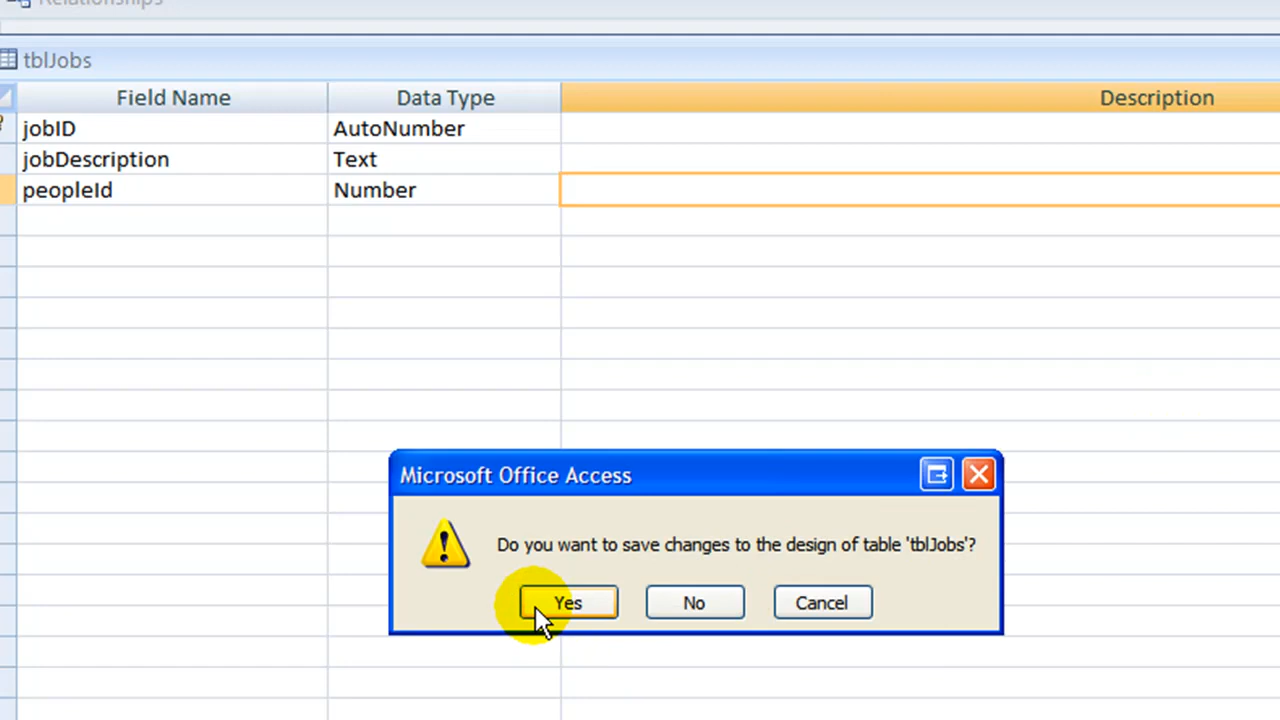 Relationships
tblJobs
Field Name Data Type Description
jobID AutoNumber
jobDescription Text
peopleId Number
Microsoft Office Access
Do you want to save changes to the design of table 'tblJobs'?
Yes No Cancel